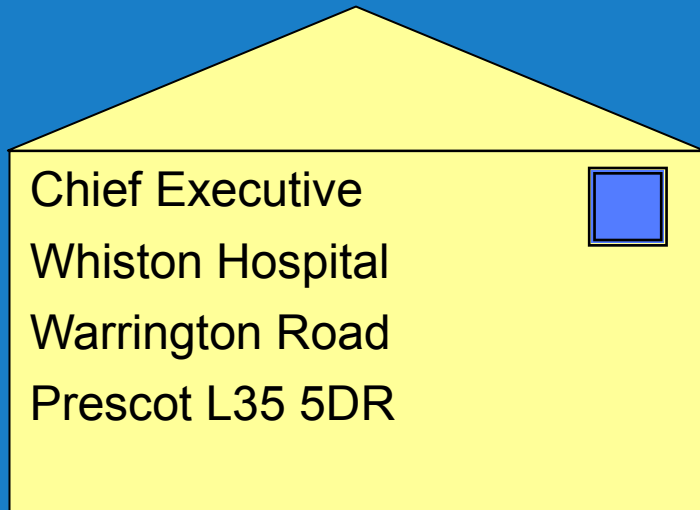 Chief Executive
Whiston Hospital
Warrington Road
Prescot L35 5DR